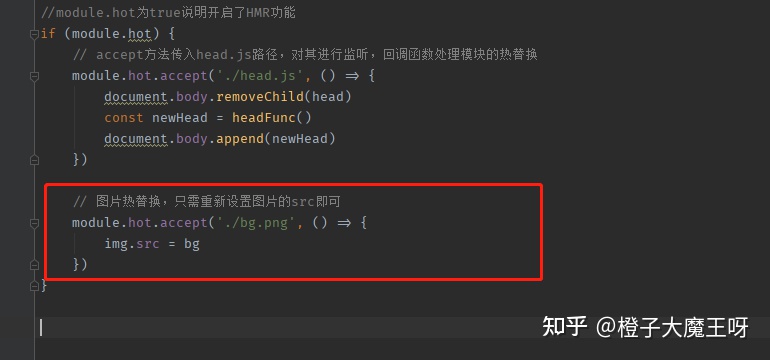 //module.hot为true说明开启了HMR功能
if (module.hot) {
    // accept方法传入head.js路径，对其进行监听，回调函数处理模块的热替换
    module.hot.accept('./head.js', () => {
        document.body.removeChild(head)
        const newHead = headFunc()
        document.body.append(newHead)
    })
    // 图片热替换，只需重新设置图片的src即可
    module.hot.accept('./bg.png', () => {
        img.src = bg
    })
}
知乎 @橙子大魔王呀